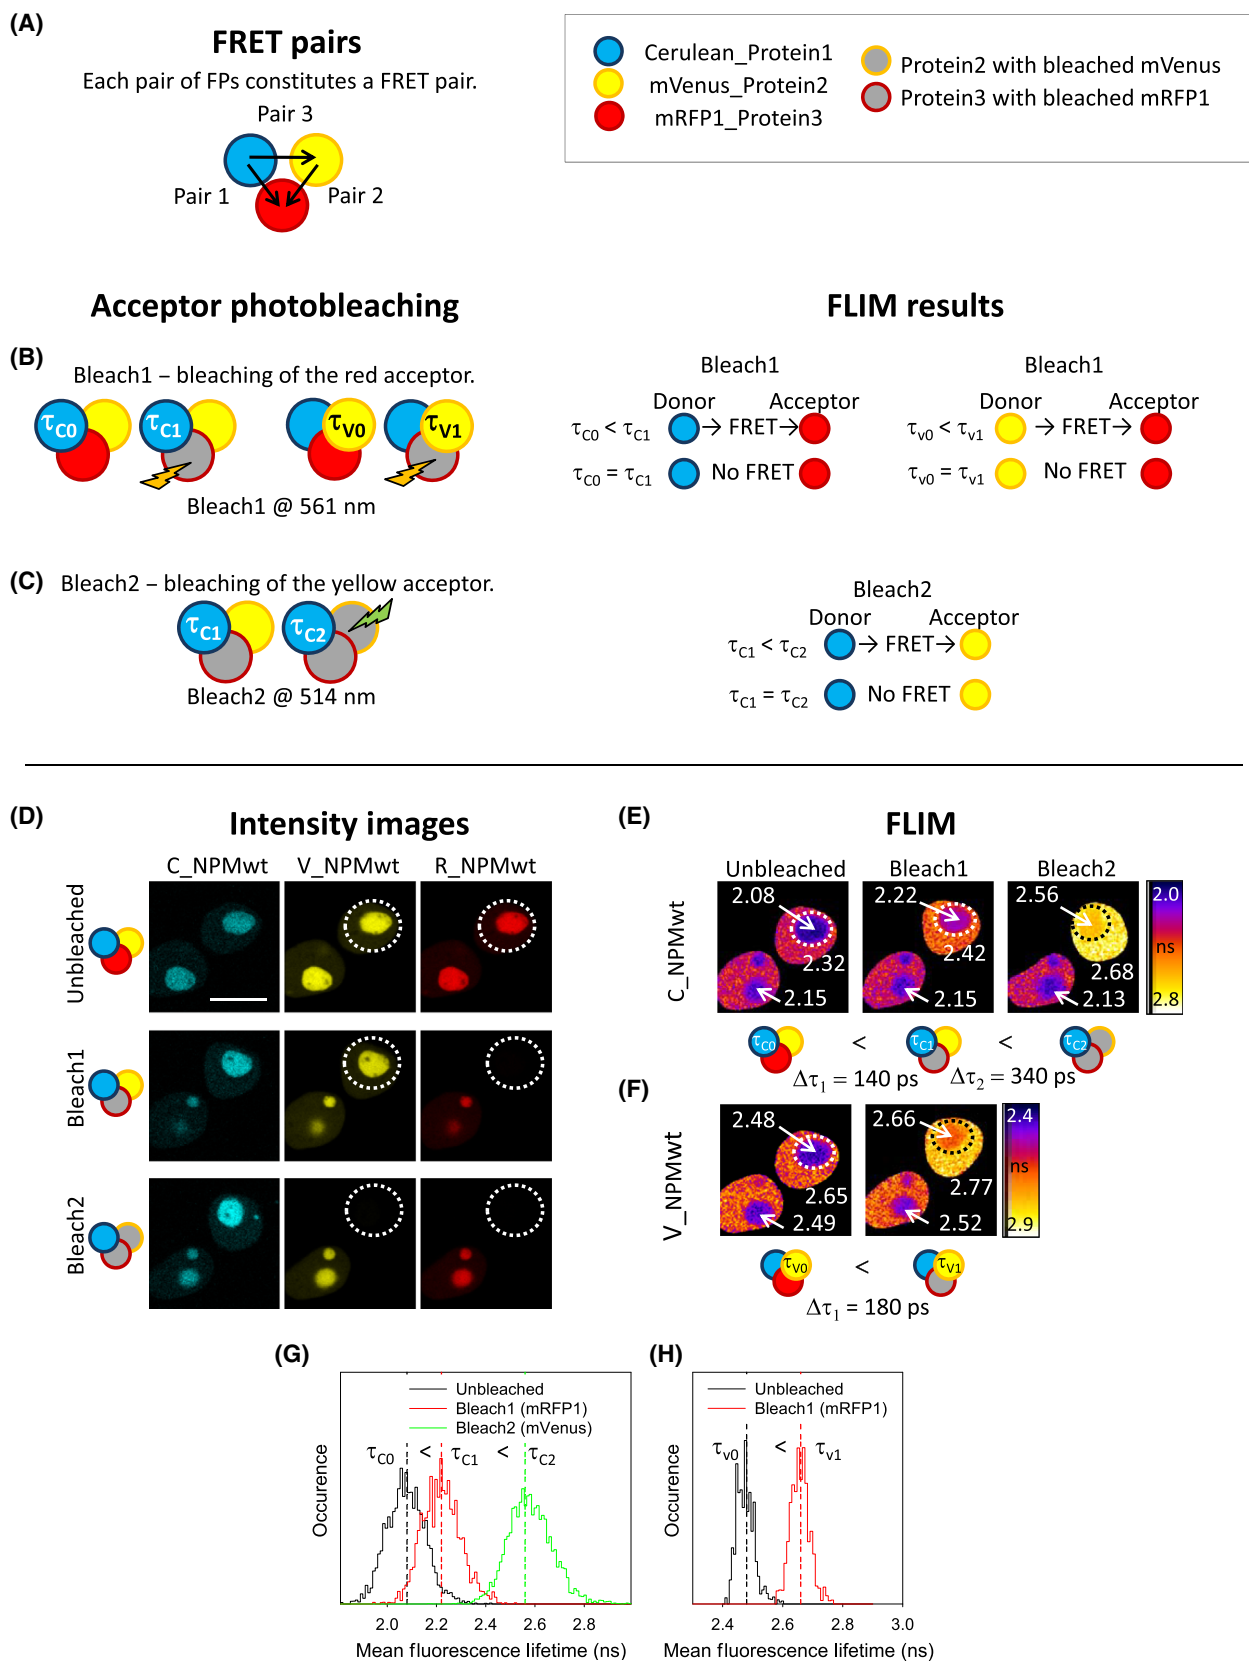 (A)
FRET pairs
Each pair of FPs constitutes a FRET pair.
Pair 3
Pair 1
Pair 2
Cerulean_Protein1
mVenus_Protein2
mRFP1_Protein3
Protein2 with bleached mVenus
Protein3 with bleached mRFP1
Acceptor photobleaching
FLIM results
(B)
Bleach1 – bleaching of the red acceptor.
τC0
τC1
τV0
τV1
Bleach1 @ 561 nm
Bleach1
Donor
Acceptor
τC0 < τC1
→ FRET→
τC0 = τC1
No FRET
Bleach1
Donor
Acceptor
τv0 < τv1
→ FRET→
τv0 = τv1
No FRET
(C)
Bleach2 – bleaching of the yellow acceptor.
τC1
τC2
Bleach2 @ 514 nm
Bleach2
Donor
Acceptor
τC1 < τC2
→ FRET→
τC1 = τC2
No FRET
(D)
Intensity images
C_NPMwt
V_NPMwt
R_NPMwt
Unbleached
Bleach1
Bleach2
(E)
FLIM
Unbleached
Bleach1
Bleach2
C_NPMwt
2.08
2.32
2.15
2.22
2.42
2.15
2.56
2.68
2.13
2.0
ns
2.8
τC0
<
τC1
<
τC2
Δτ1 = 140 ps
Δτ2 = 340 ps
(F)
V_NPMwt
2.48
2.65
2.49
2.66
2.77
2.52
2.4
ns
2.9
τV0
<
τV1
Δτ1 = 180 ps
(G)
Unbleached
Bleach1 (mRFP1)
Bleach2 (mVenus)
τC0 < τC1 < τC2
Occurence
2.0 2.2 2.4 2.6 2.8
Mean fluorescence lifetime (ns)
(H)
Unbleached
Bleach1 (mRFP1)
τv0 < τv1
Occurence
2.4 2.6 2.8 3.0
Mean fluorescence lifetime (ns)